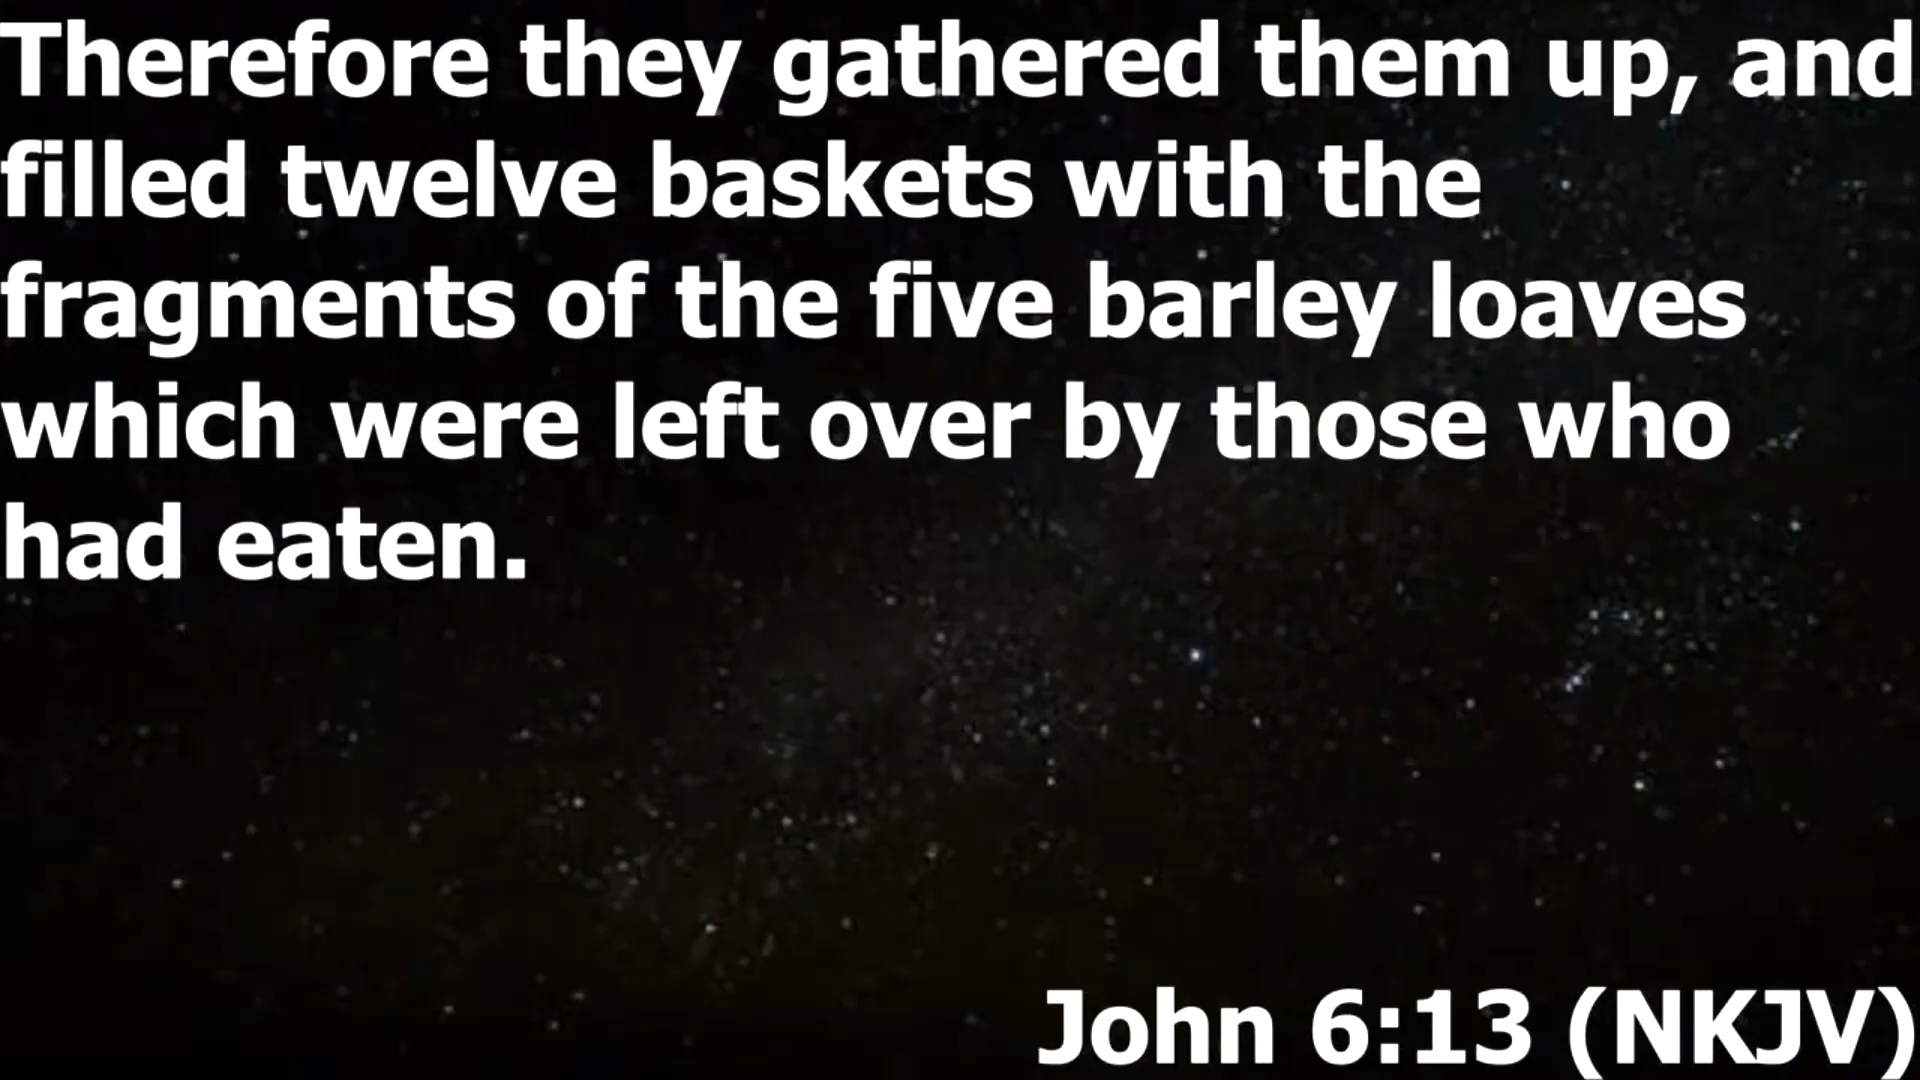 Therefore they gathered them up, and
filled twelve baskets with the
fragments of the five barley loaves
which were left over by those who
had eaten.
John 6:13 (NKJV)